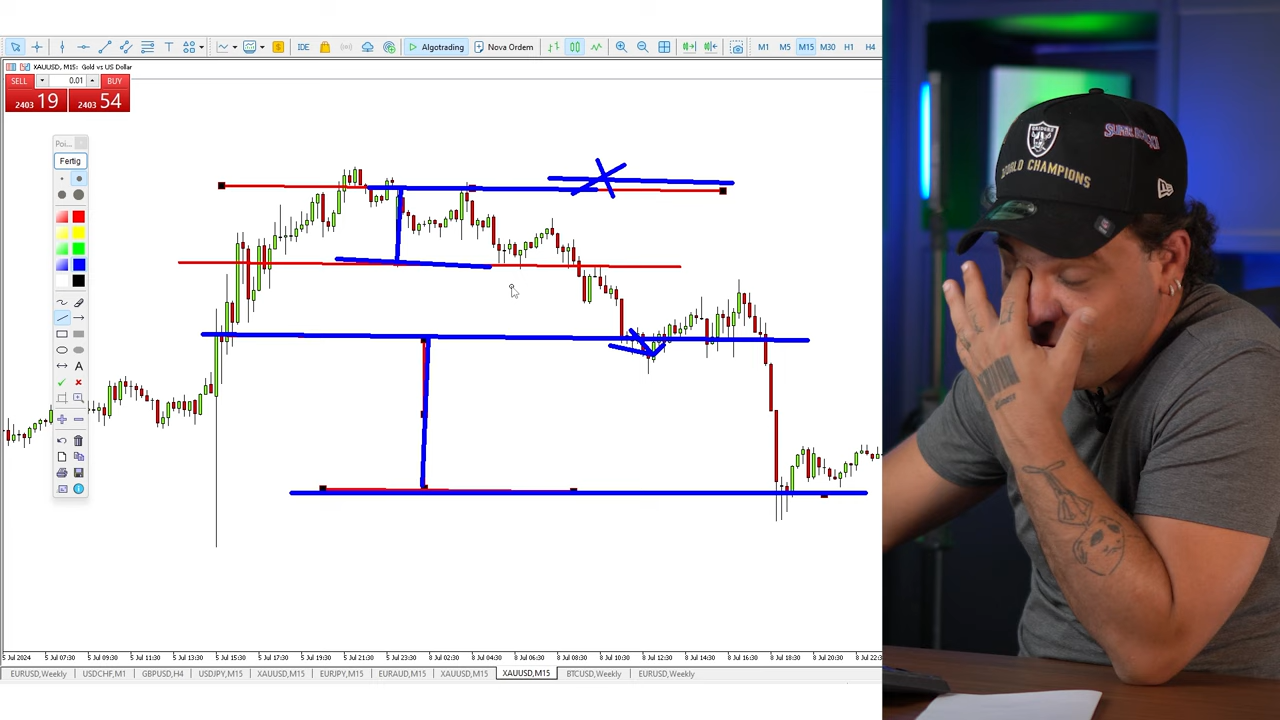 IDE
Algotrading
Nova Ordem
M1 M5 M15 M30 H1 H4
XAUUSD, M15: Gold vs US Dollar
SELL 0.01 BUY
2403 19 2403 54
Poi...
Fertig
A
5 Jul 2024 5 Jul 07:30 5 Jul 09:30 5 Jul 11:30 5 Jul 13:30 5 Jul 15:30 5 Jul 17:30 5 Jul 19:30 5 Jul 21:30 5 Jul 23:30 8 Jul 02:30 8 Jul 04:30 8 Jul 06:30 8 Jul 08:30 8 Jul 10:30 8 Jul 12:30 8 Jul 14:30 8 Jul 16:30 8 Jul 18:30 8 Jul 20:30 8 Jul 22:3
EURUSD,Weekly USDCHF,M1 GBPUSD,H4 USDJPY,M15 XAUUSD,M15 EURJPY,M15 EURAUD,M15 XAUUSD,M15 XAUUSD,M15 BTCUSD,Weekly EURUSD,Weekly
RAIDERS
SUPER BOWL
WORLD CHAMPIONS